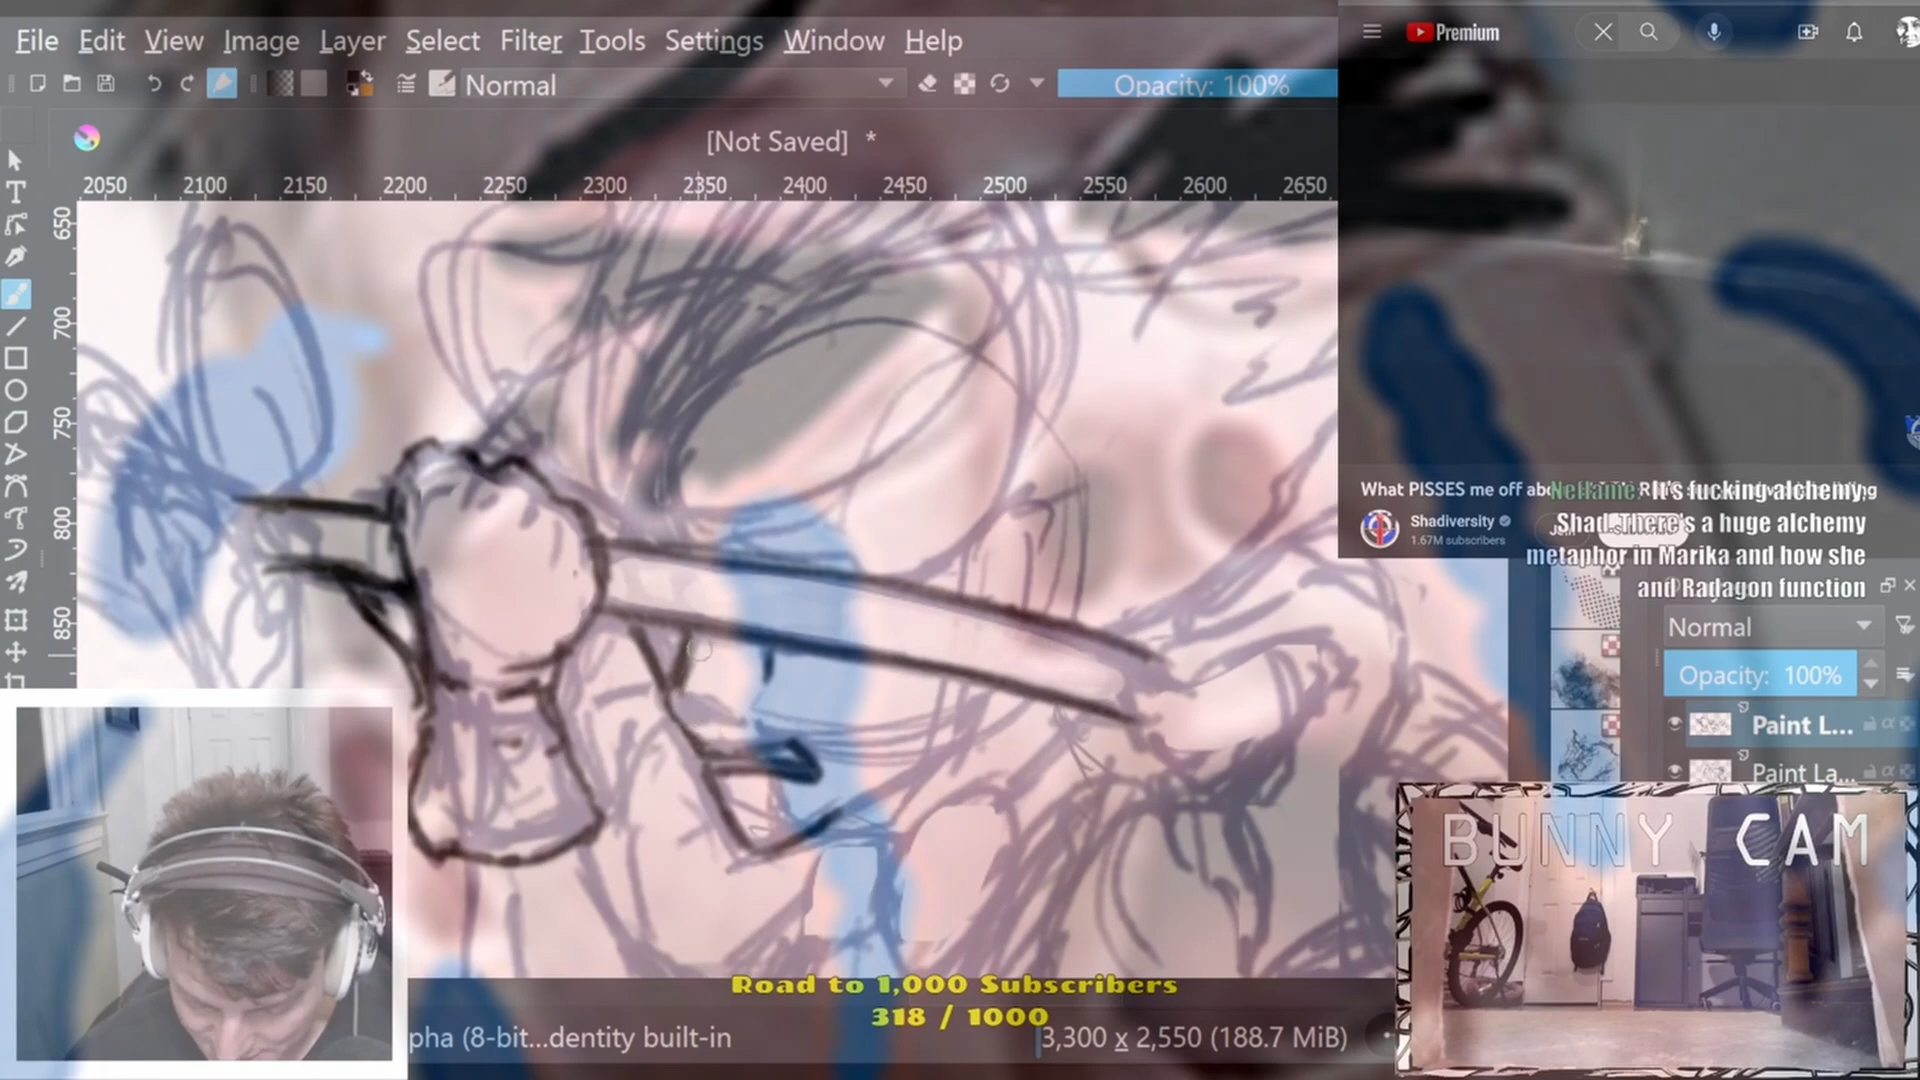 File Edit View Image Layer Select Filter Tools Settings Window Help
Normal
Opacity: 100%
[Not Saved] *
2050 2100 2150 2200 2250 2300 2350 2400 2450 2500 2550 2600 2650
650
700
750
800
850
Premium
What PISSES me off abo
Shadiversity
1.67M subscribers
It's fucking alchemy,
Shad. There's a huge alchemy
metaphor in Marika and how she
and Radagon function
Normal
Opacity: 100%
Paint L...
Paint La...
BUNNY CAM
Road to 1,000 Subscribers
318 / 1000
pha (8-bit...dentity built-in
3,300 x 2,550 (188.7 MiB)